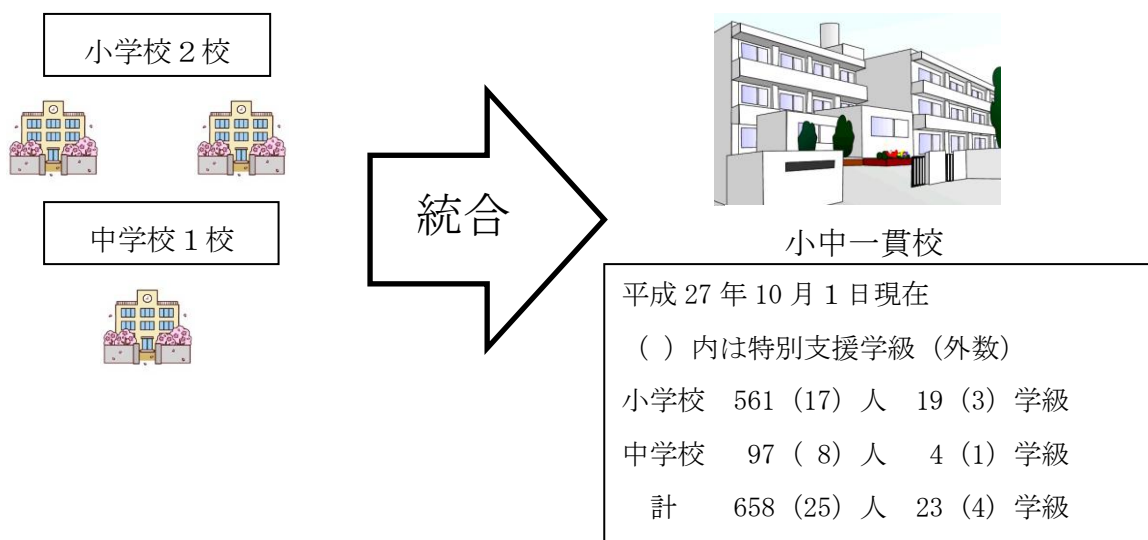 小学校２校
中学校１校
統合
小中一貫校
平成 27 年 10 月１日現在
（ ）内は特別支援学級（外数）
小学校　561（17）人　19（3）学級
中学校　97（ 8）人　4（1）学級
計　658（25）人　23（4）学級